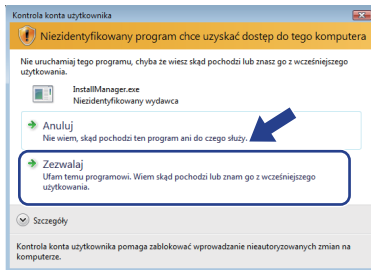 Kontrola konta użytkownika
Niezidentyfikowany program chce uzyskać dostęp do tego komputera
Nie uruchamiaj tego programu, chyba że wiesz skąd pochodzi lub znasz go z wcześniejszego
użytkowania.
InstallManager.exe
Niezidentyfikowany wydawca
Anuluj
Nie wiem, skąd pochodzi ten program ani do czego służy.
Zezwalaj
Ufam temu programowi. Wiem skąd pochodzi lub znam go z wcześniejszego
użytkowania.
Szczegóły
Kontrola konta użytkownika pomaga zablokować wprowadzanie nieautoryzowanych zmian na
komputerze.